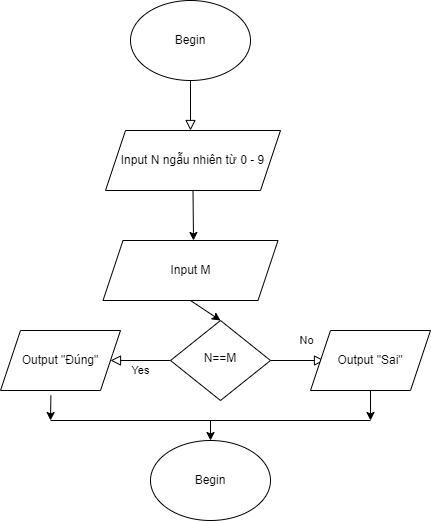 Begin
Input N ngẫu nhiên từ 0 - 9
Input M
No
Output "Đúng"
N==M
Output "Sai"
Yes
Begin